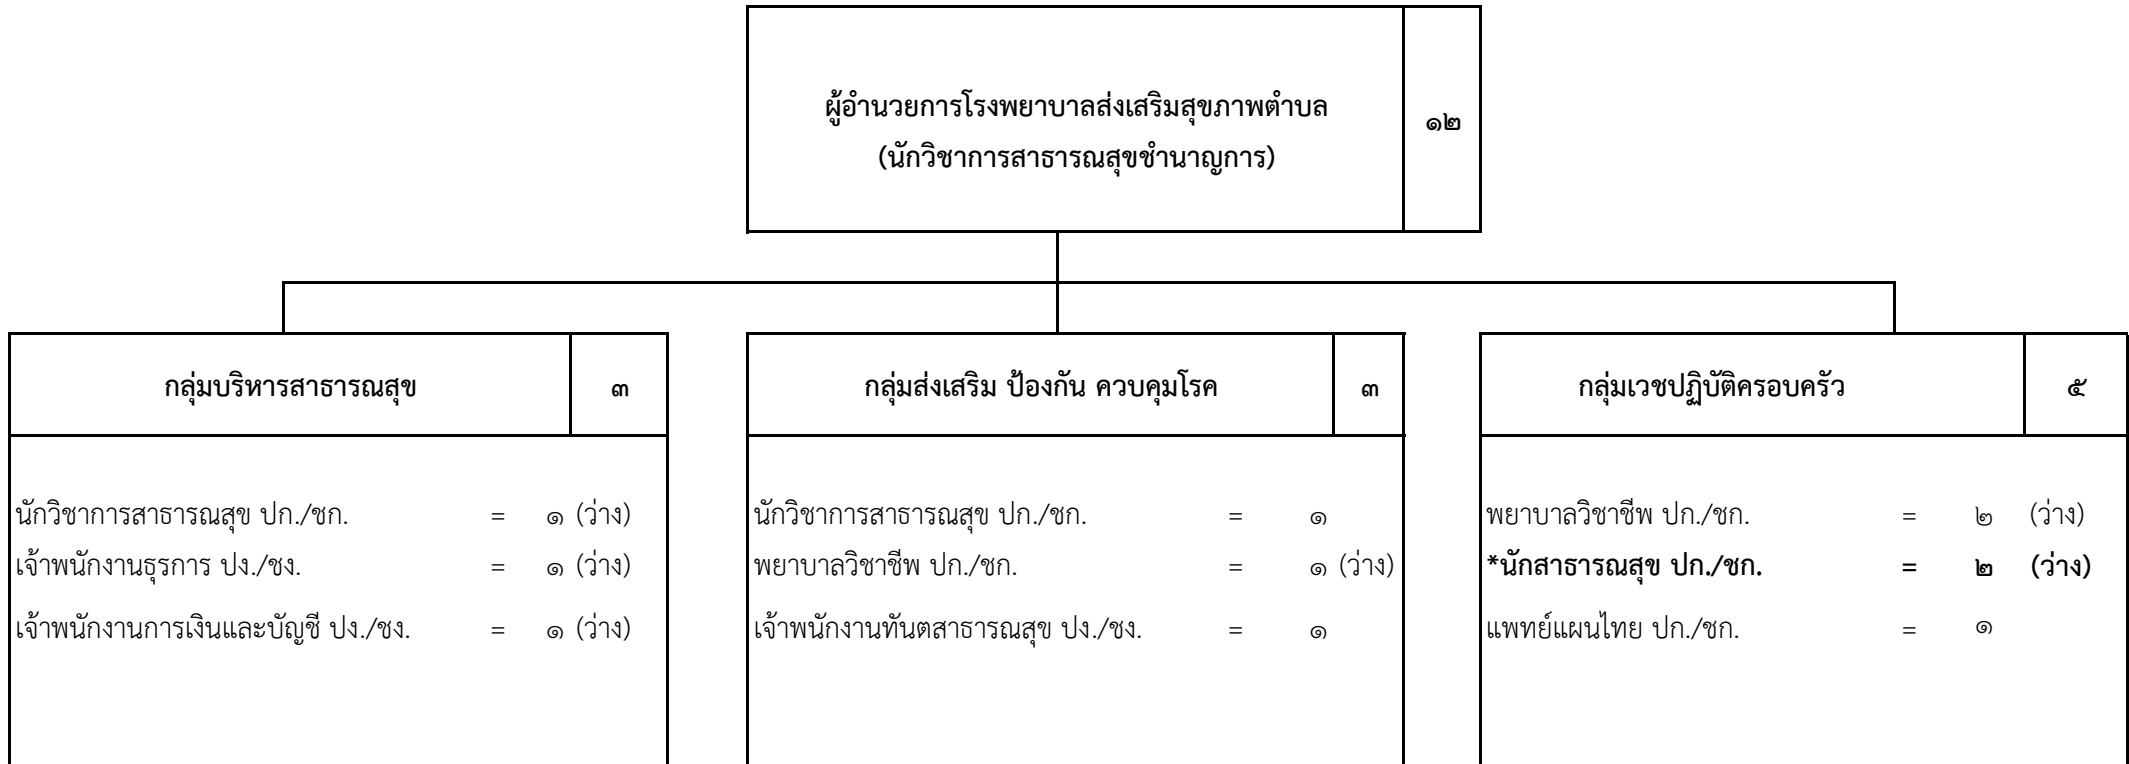 ผู้อำนวยการโรงพยาบาลส่งเสริมสุขภาพตำบล
(นักวิชาการสาธารณสุขชำนาญการ)
๑๒
กลุ่มบริหารสาธารณสุข ๓
นักวิชาการสาธารณสุข ปก./ชก. = ๑ (ว่าง)
เจ้าพนักงานธุรการ ปง./ชง. = ๑ (ว่าง)
เจ้าพนักงานการเงินและบัญชี ปง./ชง. = ๑ (ว่าง)
กลุ่มส่งเสริม ป้องกัน ควบคุมโรค ๓
นักวิชาการสาธารณสุข ปก./ชก. = ๑
พยาบาลวิชาชีพ ปก./ชก. = ๑ (ว่าง)
เจ้าพนักงานทันตสาธารณสุข ปง./ชง. = ๑
กลุ่มเวชปฏิบัติครอบครัว ๕
พยาบาลวิชาชีพ ปก./ชก. = ๒ (ว่าง)
*นักสาธารณสุข ปก./ชก. = ๒ (ว่าง)
แพทย์แผนไทย ปก./ชก. = ๑